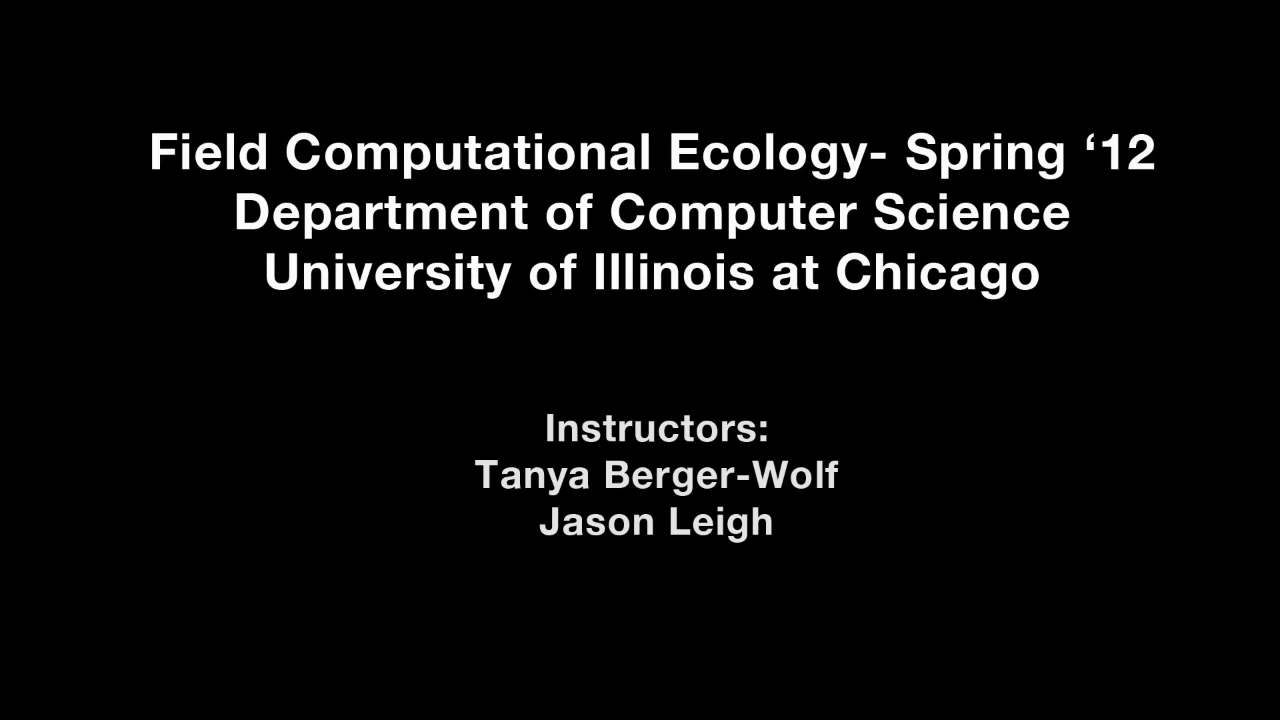 Field Computational Ecology- Spring ‘12
Department of Computer Science
University of Illinois at Chicago
Instructors:
Tanya Berger-Wolf
Jason Leigh